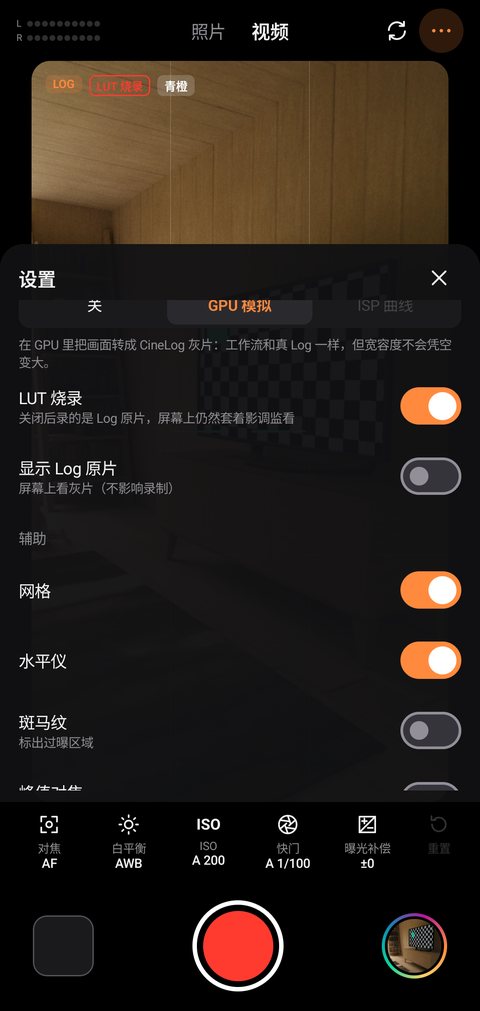 L
R
照片
视频
LOG
LUT 烧录
青橙
设置
关
GPU 模拟
ISP 曲线
在 GPU 里把画面转成 CineLog 灰片：工作流和真 Log 一样，但宽容度不会凭空
变大。
LUT 烧录
关闭后录的是 Log 原片，屏幕上仍然套着影调监看
显示 Log 原片
屏幕上看灰片（不影响录制）
辅助
网格
水平仪
斑马纹
标出过曝区域
峰值对焦
ISO
对焦
白平衡
ISO
快门
曝光补偿
重置
AF
AWB
A 200
A 1/100
±0